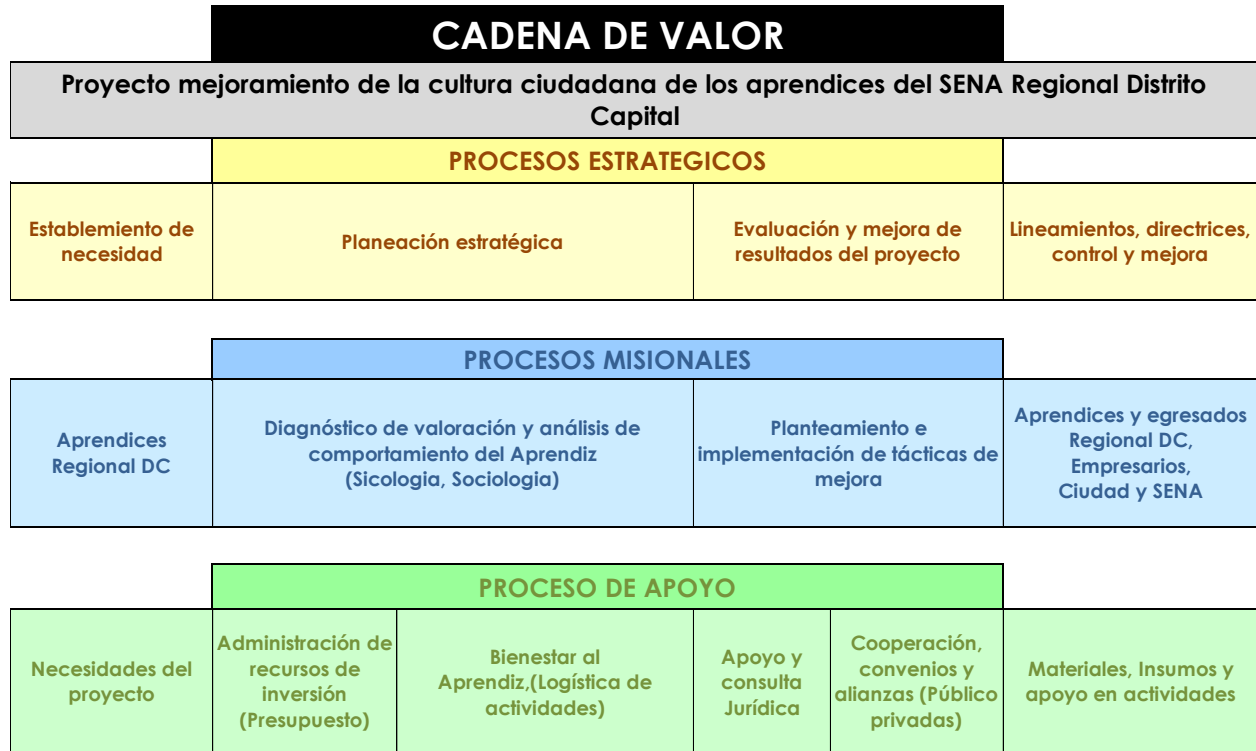 CADENA DE VALOR
Proyecto mejoramiento de la cultura ciudadana de los aprendices del SENA Regional Distrito
Capital
PROCESOS ESTRATEGICOS
Establemiento de
necesidad
Planeación estratégica
Evaluación y mejora de
resultados del proyecto
Lineamientos, directrices,
control y mejora
PROCESOS MISIONALES
Aprendices
Regional DC
Diagnóstico de valoración y análisis de
comportamiento del Aprendiz
(Sicologia, Sociologia)
Planteamiento e
implementación de tácticas de
mejora
Aprendices y egresados
Regional DC,
Empresarios,
Ciudad y SENA
PROCESO DE APOYO
Necesidades del
proyecto
Administración de
recursos de
inversión
(Presupuesto)
Bienestar al
Aprendiz,(Logística de
actividades)
Apoyo y
consulta
Jurídica
Cooperación,
convenios y
alianzas (Público
privadas)
Materiales, Insumos y
apoyo en actividades